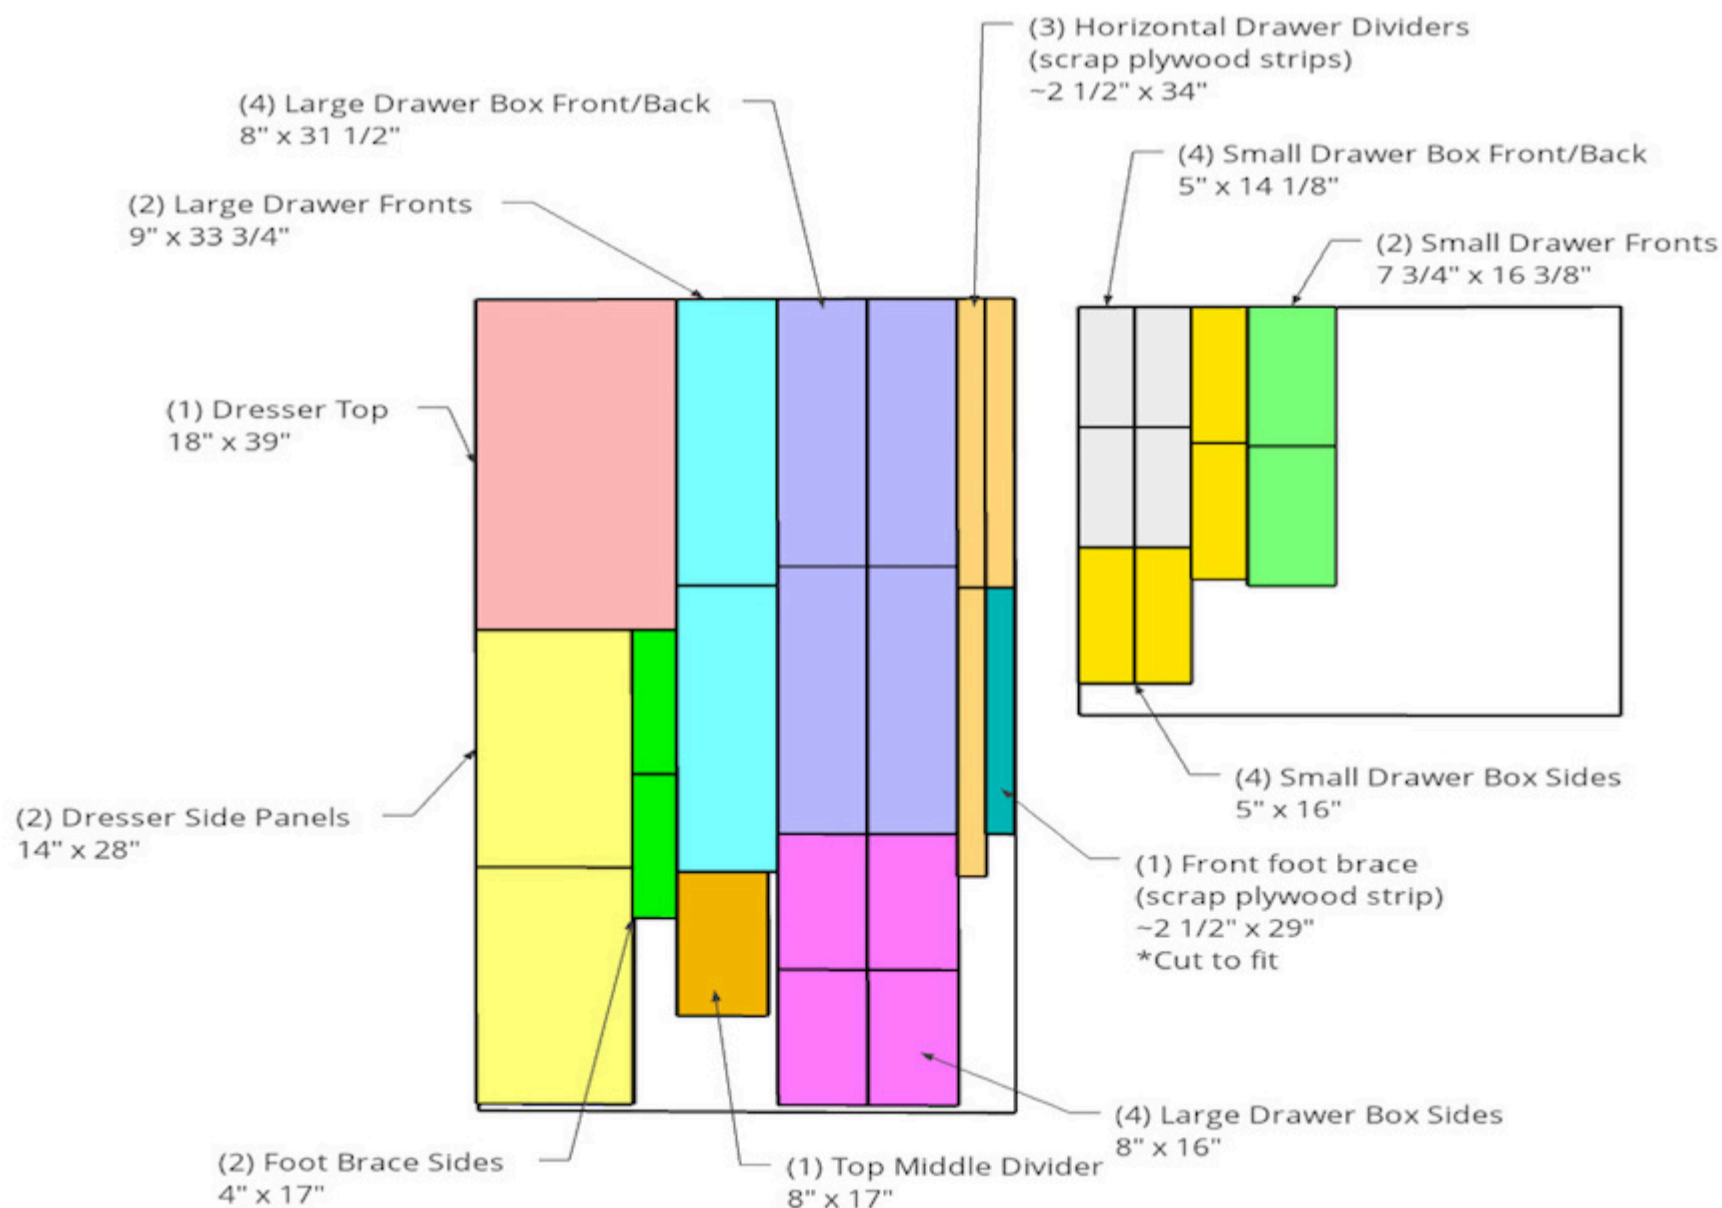 (3) Horizontal Drawer Dividers
(scrap plywood strips)
~2 1/2" x 34"
(4) Large Drawer Box Front/Back
8" x 31 1/2"
(4) Small Drawer Box Front/Back
5" x 14 1/8"
(2) Large Drawer Fronts
9" x 33 3/4"
(2) Small Drawer Fronts
7 3/4" x 16 3/8"
(1) Dresser Top
18" x 39"
(2) Dresser Side Panels
14" x 28"
(4) Small Drawer Box Sides
5" x 16"
(1) Front foot brace
(scrap plywood strip)
~2 1/2" x 29"
*Cut to fit
(4) Large Drawer Box Sides
8" x 16"
(2) Foot Brace Sides
4" x 17"
(1) Top Middle Divider
8" x 17"